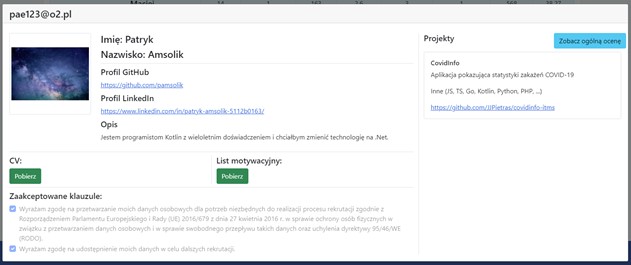 pae123@o2.pl
Imię: Patryk
Nazwisko: Amsolik
Profil GitHub
https://github.com/pamsolik
Profil LinkedIn
https://www.linkedin.com/in/patryk-amsolik-5112b0163/
Opis
Jestem programistom Kotlin z wieloletnim doświadczeniem i chciałbym zmienić technologię na .Net.
CV:
Pobierz
List motywacyjny:
Pobierz
Zaakceptowane klauzule:
Wyrażam zgodę na przetwarzanie moich danych osobowych dla potrzeb niezbędnych do realizacji procesu rekrutacji zgodnie z
Rozporządzeniem Parlamentu Europejskiego i Rady (UE) 2016/679 z dnia 27 kwietnia 2016 r. w sprawie ochrony osób fizycznych w
związku z przetwarzaniem danych osobowych i w sprawie swobodnego przepływu takich danych oraz uchylenia dyrektywy 95/46/WE
(RODO).
Wyrażam zgodę na udostępnienie moich danych w celu dalszych rekrutacji.
Projekty
Zobacz ogólną ocenę
CovidInfo
Aplikacja pokazująca statystyki zakażeń COVID-19
Inne (JS, TS, Go, Kotlin, Python, PHP, ...)
https://github.com/JJPietras/covidinfo-itms